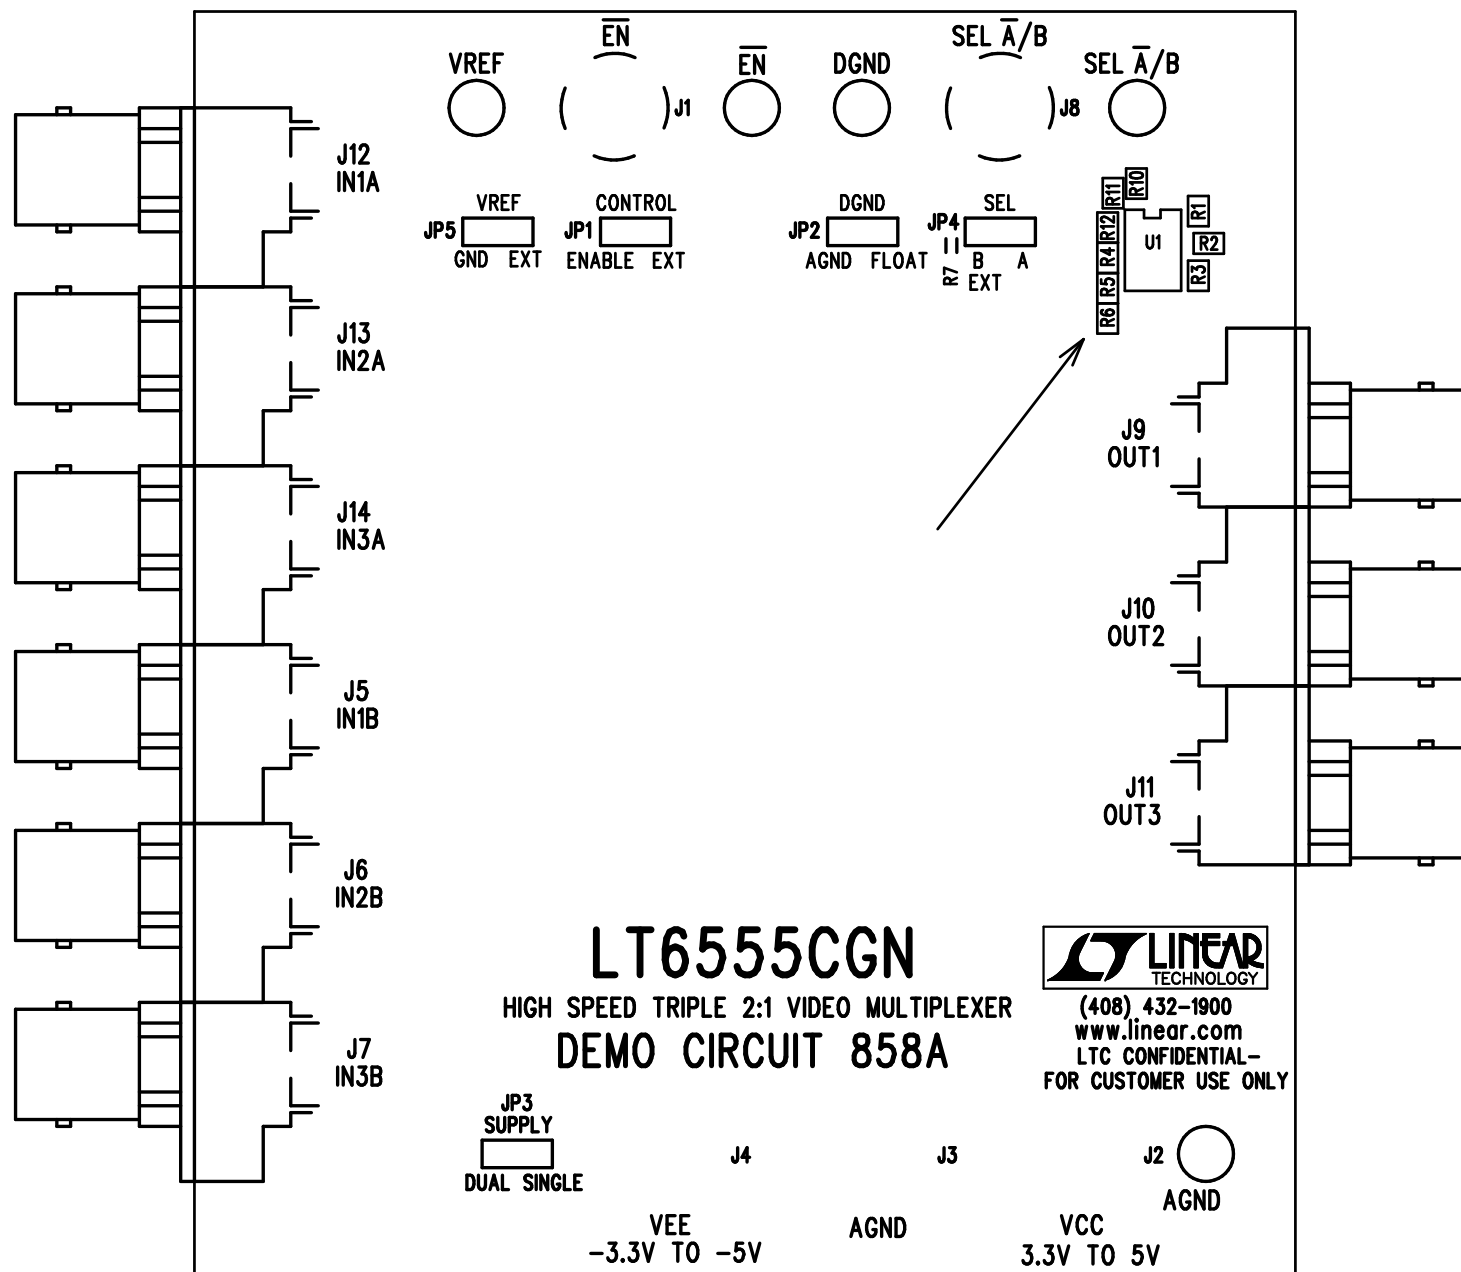 EN
SEL A/B
VREF
EN
DGND
SEL A/B
J1
J8
J12
IN1A
R11
R10
VREF
CONTROL
DGND
SEL
R1
JP5
JP1
JP2
JP4
R12
U1
R2
GND EXT
ENABLE EXT
AGND FLOAT
R7
B A
EXT
R4
R3
R5
R6
J13
IN2A
J9
OUT1
J14
IN3A
J10
OUT2
J5
IN1B
J11
OUT3
J6
IN2B
LT6555CGN
LINEAR
TECHNOLOGY
HIGH SPEED TRIPLE 2:1 VIDEO MULTIPLEXER
(408) 432-1900
www.linear.com
DEMO CIRCUIT 858A
LTC CONFIDENTIAL-
FOR CUSTOMER USE ONLY
J7
IN3B
JP3
SUPPLY
DUAL SINGLE
J4
J3
J2
AGND
VEE
-3.3V TO -5V
AGND
VCC
3.3V TO 5V